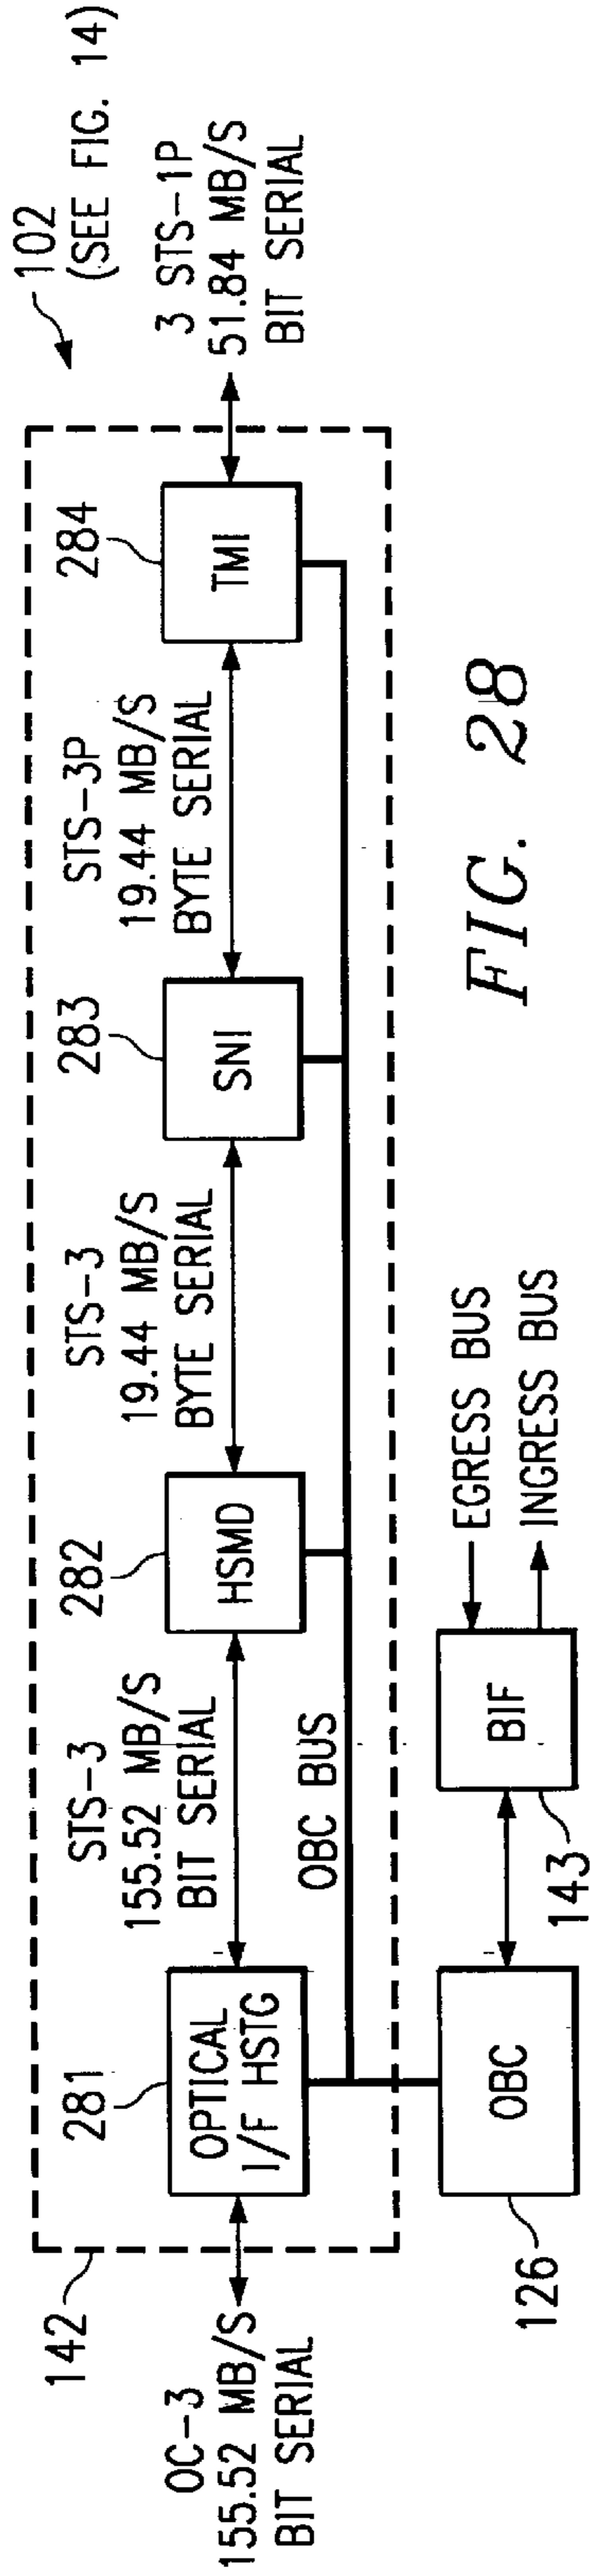 102
(SEE FIG. 14)
142
OC-3
155.52 MB/S
BIT SERIAL
281
OPTICAL
I/F HSTG
STS-3
155.52 MB/S
BIT SERIAL
282
HSMD
STS-3
19.44 MB/S
BYTE SERIAL
283
SNI
STS-3P
19.44 MB/S
BYTE SERIAL
284
TMI
3 STS-1P
51.84 MB/S
BIT SERIAL
OBC BUS
126
OBC
143
BIF
EGRESS BUS
INGRESS BUS
FIG. 28